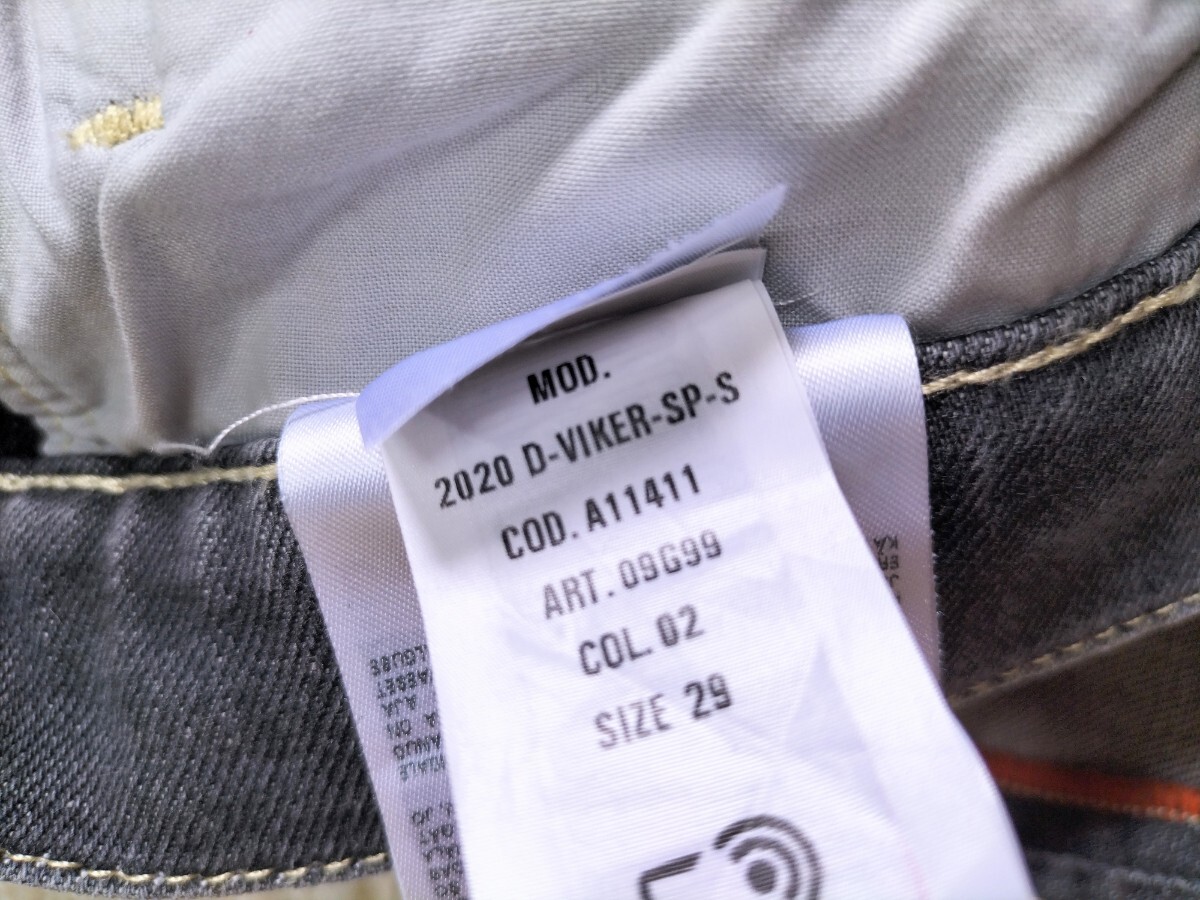 MOD.
2020 D-VIKER-SP-S
COD. A11411
ART. 09G99
COL. 02
SIZE 29